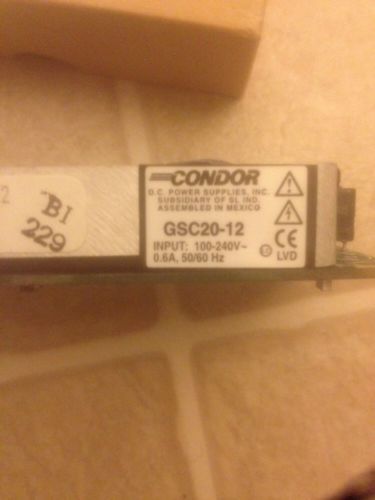 CONDOR
D.C. POWER SUPPLIES, INC.
SUBSIDIARY OF SL IND.
ASSEMBLED IN MEXICO
GSC20-12
INPUT: 100-240V~
0.6A, 50/60 Hz
CE
LVD
2
BI
229